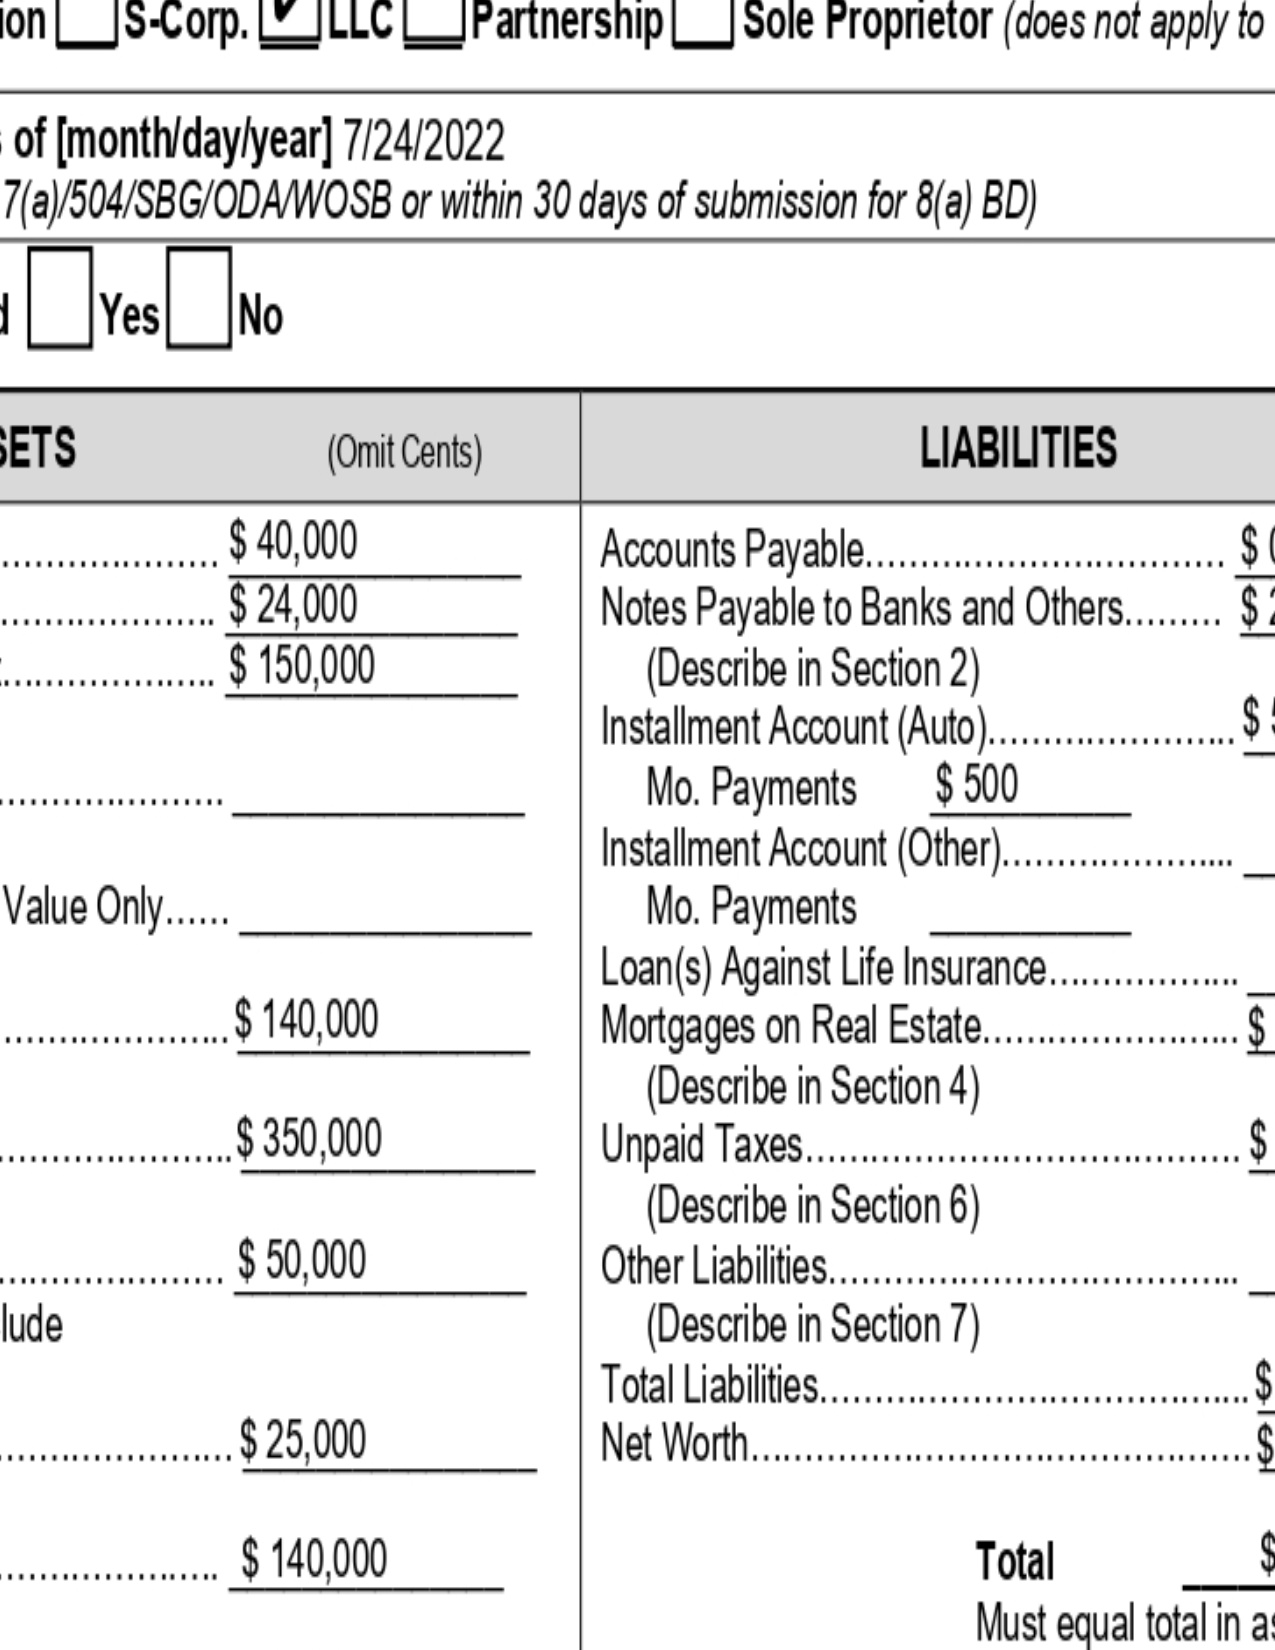 ion S-Corp. LLC Partnership Sole Proprietor (does not apply to
s of [month/day/year] 7/24/2022
7(a)/504/SBG/ODA/WOSB or within 30 days of submission for 8(a) BD)
d Yes No
SETS (Omit Cents)
LIABILITIES
$ 40,000
$ 24,000
$ 150,000
Value Only......
$ 140,000
$ 350,000
$ 50,000
lude
$ 25,000
$ 140,000
Accounts Payable.................................... $
Notes Payable to Banks and Others......... $ 2
(Describe in Section 2)
Installment Account (Auto)......................... $ 5
Mo. Payments $ 500
Installment Account (Other).......................
Mo. Payments
Loan(s) Against Life Insurance...................
Mortgages on Real Estate.......................... $
(Describe in Section 4)
Unpaid Taxes............................................ $
(Describe in Section 6)
Other Liabilities.........................................
(Describe in Section 7)
Total Liabilities........................................... $
Net Worth.................................................. $
Total $
Must equal total in as